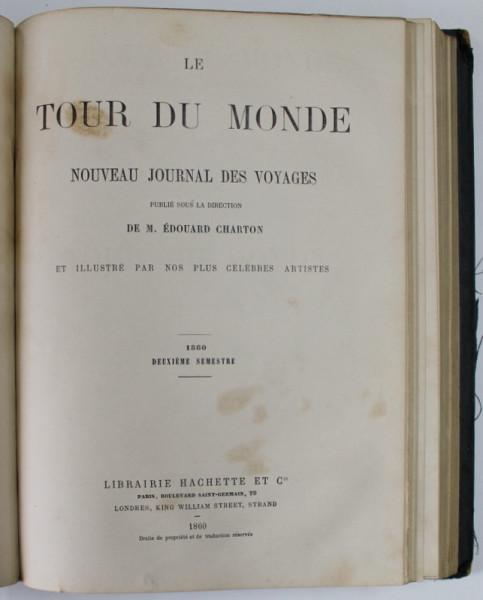 LE
TOUR DU MONDE
NOUVEAU JOURNAL DES VOYAGES
PUBLIÉ SOUS LA DIRECTION
DE M. ÉDOUARD CHARTON
ET ILLUSTRÉ PAR NOS PLUS CÉLÈBRES ARTISTES
1860
DEUXIÈME SEMESTRE
LIBRAIRIE HACHETTE ET Cie
PARIS, BOULEVARD SAINT-GERMAIN, 79
LONDRES, KING WILLIAM STREET, STRAND
1860
Droits de propriété et de traduction réservés